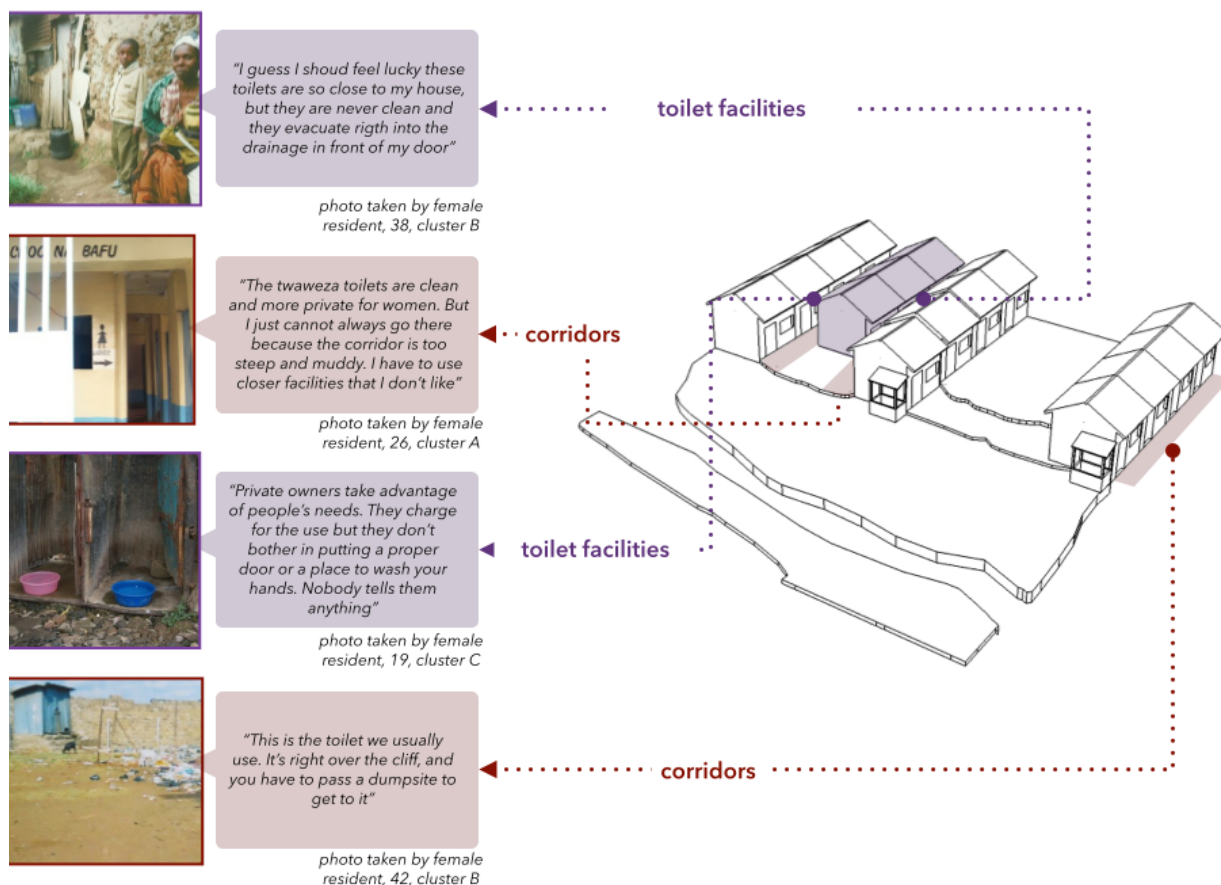 “I guess I shoud feel lucky these
toilets are so close to my house,
but they are never clean and
they evacuate rigth into the
drainage in front of my door”
toilet facilities
photo taken by female
resident, 38, cluster B
NA BAFU
“The twaweza toilets are clean
and more private for women. But
I just cannot always go there
because the corridor is too
steep and muddy. I have to use
closer facilities that I don’t like”
corridors
photo taken by female
resident, 26, cluster A
“Private owners take advantage
of people’s needs. They charge
for the use but they don’t
bother in putting a proper
door or a place to wash your
hands. Nobody tells them
anything”
toilet facilities
photo taken by female
resident, 19, cluster C
“This is the toilet we usually
use. It’s right over the cliff, and
you have to pass a dumpsite to
get to it”
corridors
photo taken by female
resident, 42, cluster B